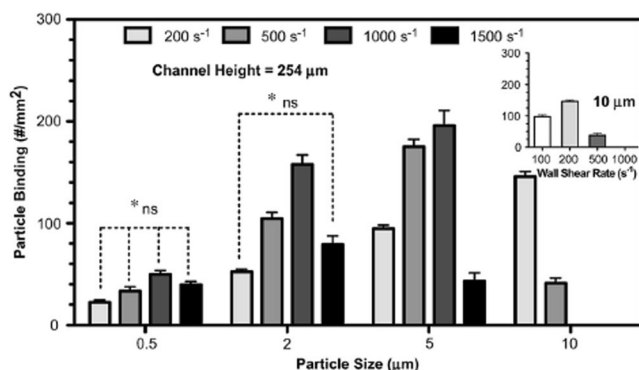 300
200
100
0
Particle Binding (#/mm²)
200 s⁻¹ 500 s⁻¹ 1000 s⁻¹ 1500 s⁻¹
Channel Height = 254 μm
* ns
* ns
0.5 2 5 10
Particle Size (μm)
300
200
100
0
10 μm
100 200 500 1000
Wall Shear Rate (s⁻¹)